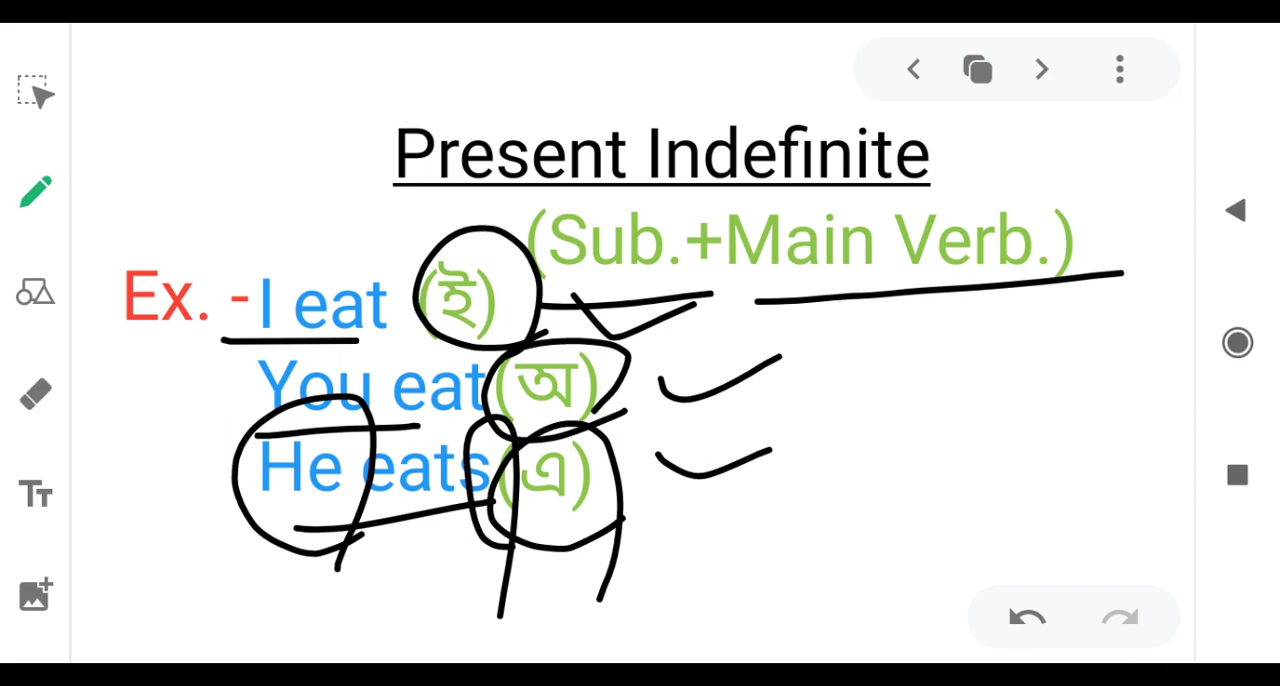 Present Indefinite
(Sub.+Main Verb.)
Ex. -I eat (ই)
You eat(অ)
He eats(এ)